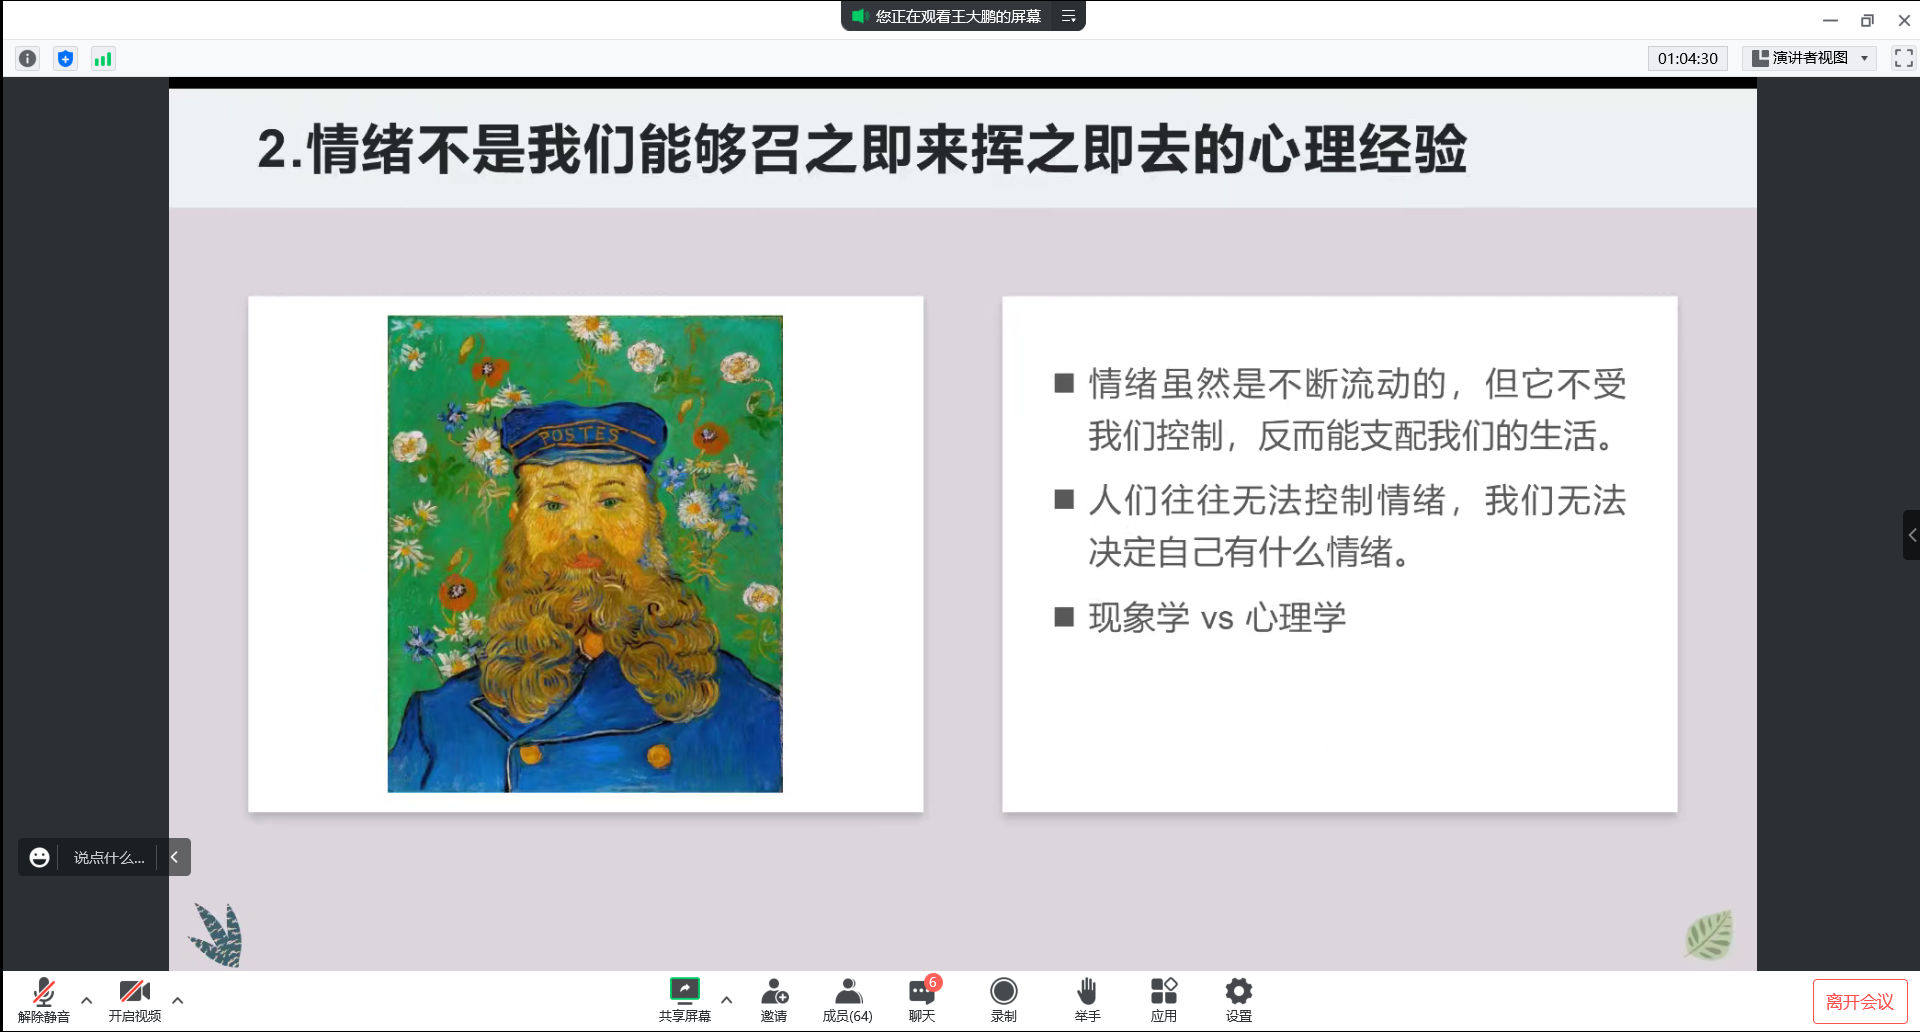 您正在观看王大鹏的屏幕
01:04:30
演讲者视图
2.情绪不是我们能够召之即来挥之即去的心理经验
POSTES
■ 情绪虽然是不断流动的，但它不受
我们控制，反而能支配我们的生活。
■ 人们往往无法控制情绪，我们无法
决定自己有什么情绪。
■ 现象学 vs 心理学
说点什么...
解除静音
开启视频
共享屏幕
邀请
成员(64)
6
聊天
录制
举手
应用
设置
离开会议